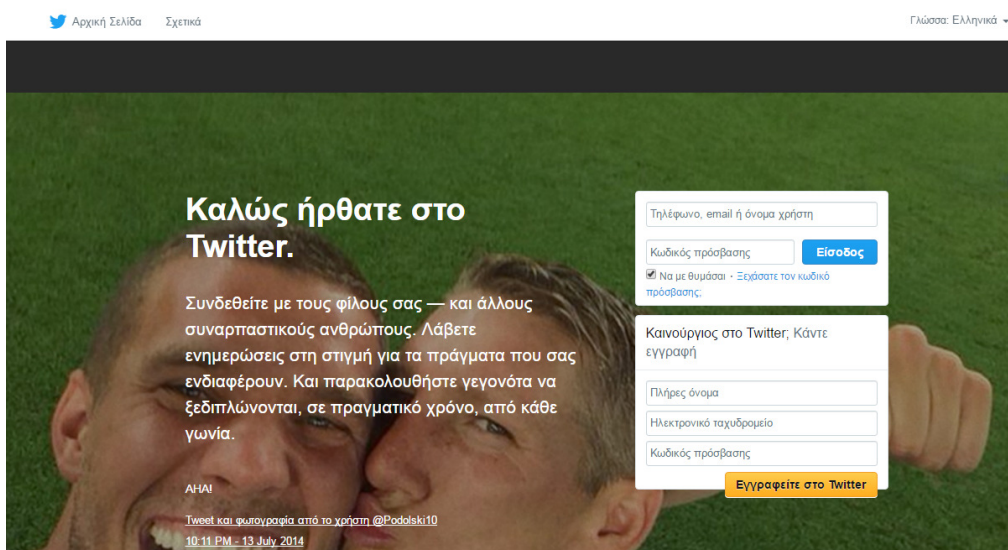 Αρχική Σελίδα Σχετικά Γλώσσα: Ελληνικά
Καλώς ήρθατε στο
Twitter.
Συνδεθείτε με τους φίλους σας — και άλλους
συναρπαστικούς ανθρώπους. Λάβετε
ενημερώσεις στη στιγμή για τα πράγματα που σας
ενδιαφέρουν. Και παρακολουθήστε γεγονότα να
ξεδιπλώνονται, σε πραγματικό χρόνο, από κάθε
γωνία.
AHA!
Tweet και φωτογραφία από το χρήστη @Podolski10
10:11 PM - 13 July 2014
Τηλέφωνο, email ή όνομα χρήστη
Κωδικός πρόσβασης Είσοδος
Να με θυμάσαι · Ξεχάσατε τον κωδικό
πρόσβασης;
Καινούργιος στο Twitter; Κάντε
εγγραφή
Πλήρες όνομα
Ηλεκτρονικό ταχυδρομείο
Κωδικός πρόσβασης
Εγγραφείτε στο Twitter